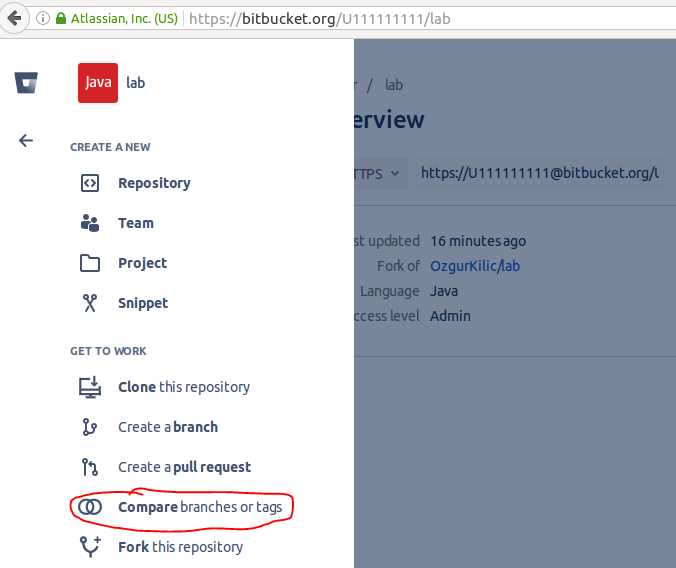 Atlassian, Inc. (US) https://bitbucket.org/U111111111/lab
Java lab
CREATE A NEW
Repository
Team
Project
Snippet
GET TO WORK
Clone this repository
Create a branch
Create a pull request
Compare branches or tags
Fork this repository
/ lab
erview
TTPS https://U111111111@bitbucket.org/U
st updated 16 minutes ago
Fork of OzgurKilic/lab
Language Java
ccess level Admin